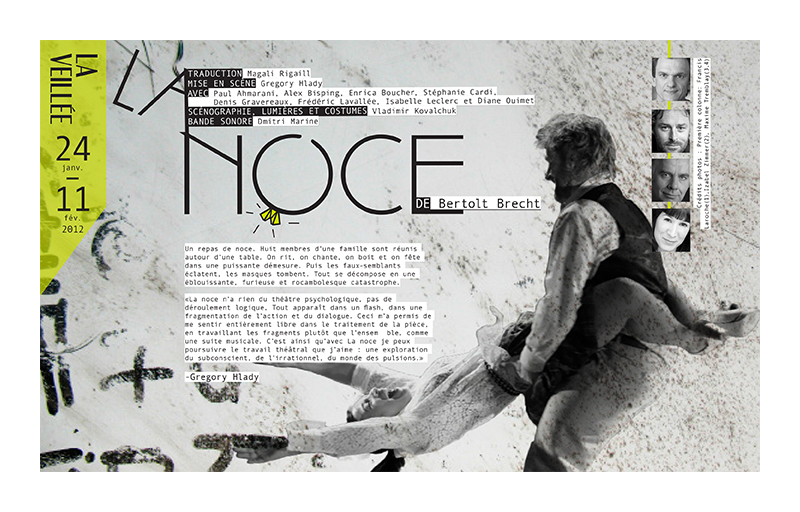 LA
VEILLÉE
24
janv.
—
11
fév.
2012
LA
NOCE
TRADUCTION Magali Rigaill
MISE EN SCÈNE Gregory Hlady
AVEC Paul Ahmarani, Alex Bisping, Enrica Boucher, Stéphanie Cardi,
Denis Gravereaux, Frédéric Lavallée, Isabelle Leclerc et Diane Ouimet
SCÉNOGRAPHIE, LUMIÈRES ET COSTUMES Vladimir Kovalchuk
BANDE SONORE Dmitri Marine
DE Bertolt Brecht
Un repas de noce. Huit membres d'une famille sont réunis
autour d'une table. On rit, on chante, on boit et on fête
dans une puissante démesure. Puis les faux-semblants
éclatent, les masques tombent. Tout se décompose en une
éblouissante, furieuse et rocambolesque catastrophe.
«La noce n'a rien du théâtre psychologique, pas de
déroulement logique. Tout apparaît dans un flash, dans une
fragmentation de l'action et du dialogue. Ceci m'a permis de
me sentir entièrement libre dans le traitement de la pièce,
en travaillant les fragments plutôt que l'ensem ble, comme
une suite musicale. C'est ainsi qu'avec La noce je peux
poursuivre le travail théâtral que j'aime : une exploration
du subconscient, de l'irrationnel, du monde des pulsions.»
-Gregory Hlady
Crédits photos : Première colonne: Francis
Laroche(1),Izabel Zimmer(2), Maxime Tremblay(3,4)